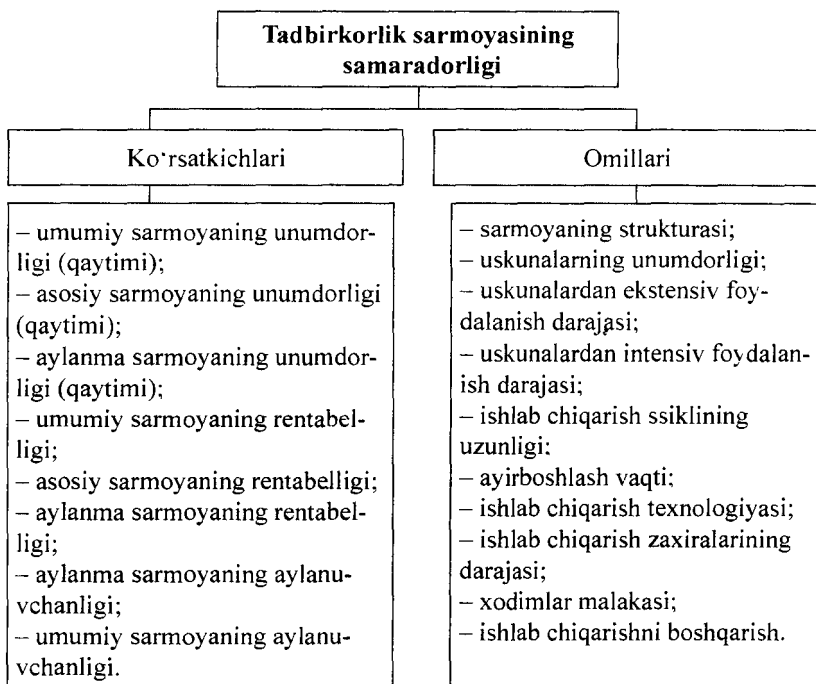 Tadbirkorlik sarmoyasining
samaradorligi
Ko‘rsatkichlari
– umumiy sarmoyaning unumdor-
ligi (qaytimi);
– asosiy sarmoyaning unumdorligi
(qaytimi);
– aylanma sarmoyaning unumdor-
ligi (qaytimi);
– umumiy sarmoyaning rentabel-
ligi;
– asosiy sarmoyaning rentabelligi;
– aylanma sarmoyaning rentabel-
ligi;
– aylanma sarmoyaning aylanu-
vchanligi;
– umumiy sarmoyaning aylanu-
vchanligi.
Omillari
– sarmoyaning strukturasi;
– uskunalarning unumdorligi;
– uskunalardan ekstensiv foy-
dalanish darajasi;
– uskunalardan intensiv foydalan-
ish darajasi;
– ishlab chiqarish ssiklining
uzunligi;
– ayirboshlash vaqti;
– ishlab chiqarish texnologiyasi;
– ishlab chiqarish zaxiralarining
darajasi;
– xodimlar malakasi;
– ishlab chiqarishni boshqarish.